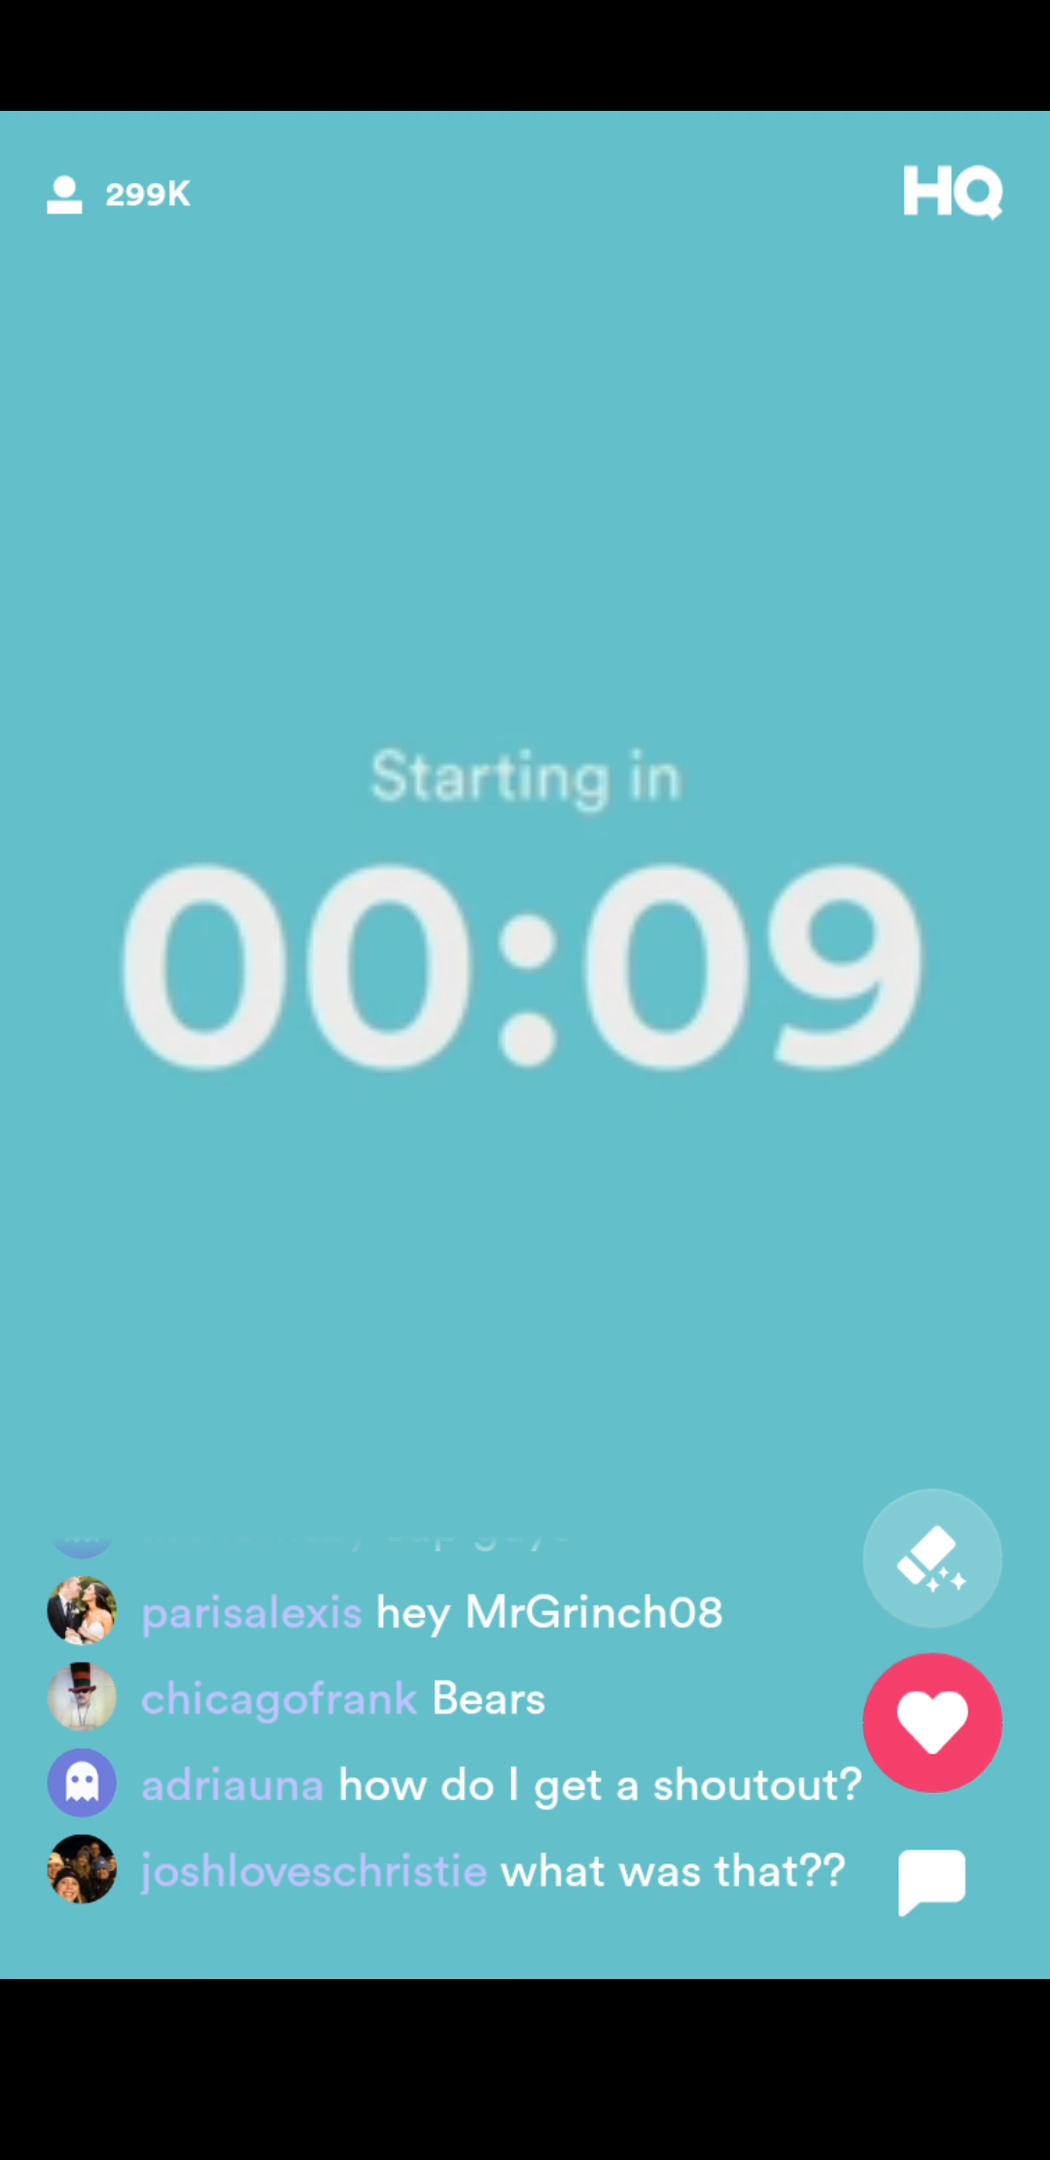 299K
HQ
Starting in
00:09
parisalexis hey MrGrinch08
chicagofrank Bears
adriauna how do I get a shoutout?
joshloveschristie what was that??